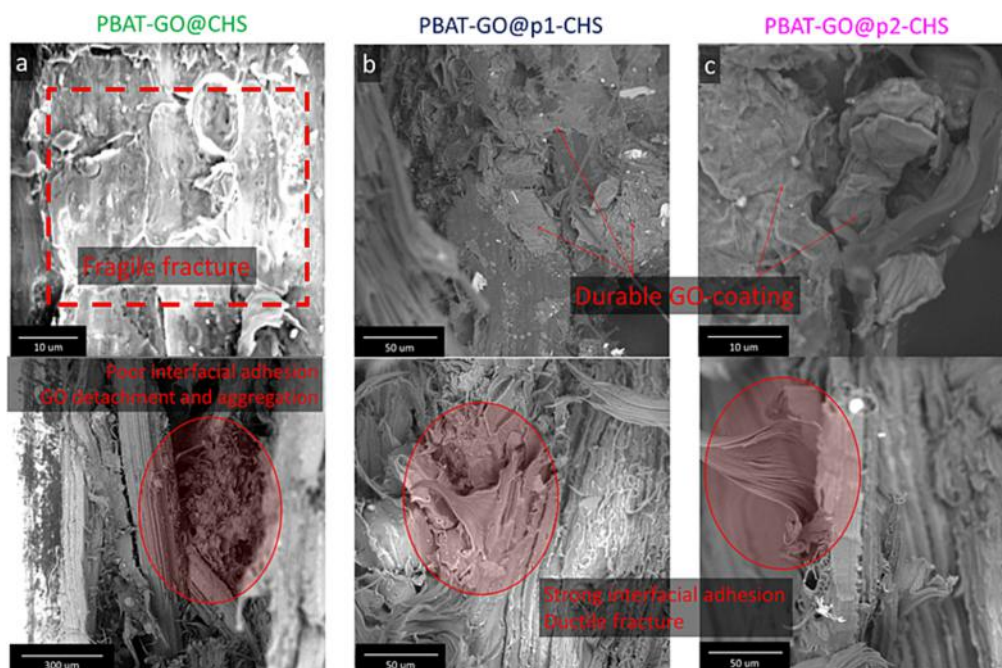 PBAT-GO@CHS
PBAT-GO@p1-CHS
PBAT-GO@p2-CHS
a
b
c
Fragile fracture
Durable GO-coating
10 um
50 um
10 um
Poor interfacial adhesion
GO detachment and aggregation
Strong interfacial adhesion
Ductile fracture
300 um
50 um
50 um